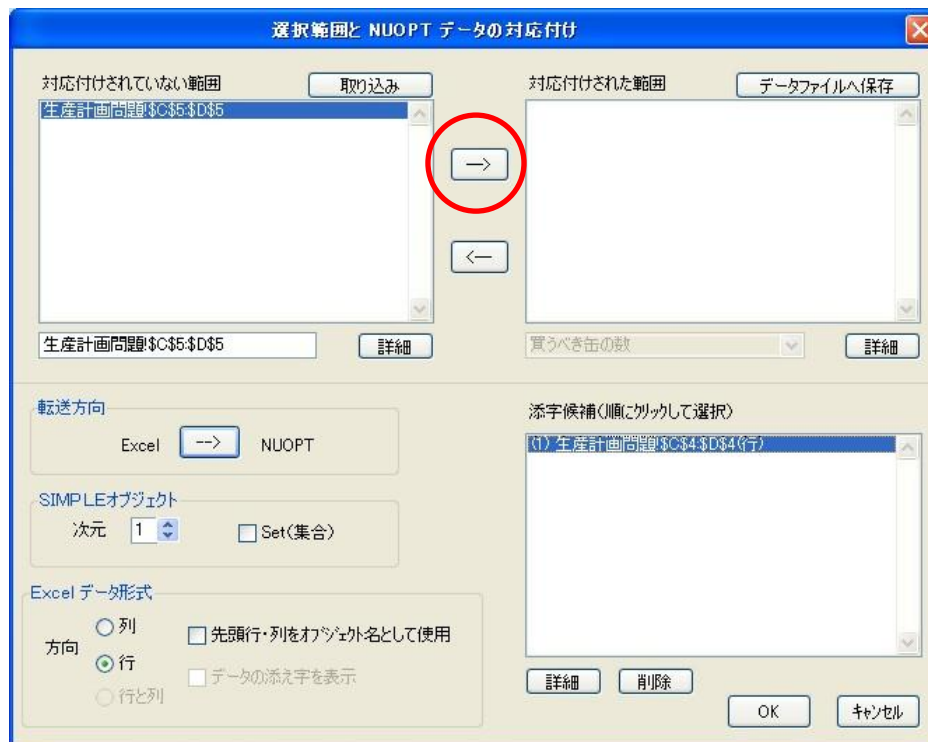 選択範囲と NUOPT データの対応付け
対応付けされていない範囲
取り込み
生産計画問題!$C$5:$D$5
-->
<--
対応付けされた範囲
データファイルへ保存
生産計画問題!$C$5:$D$5
詳細
買うべき缶の数
詳細
転送方向
Excel --> NUOPT
SIMPLEオブジェクト
次元 1 Set(集合)
Excel データ形式
方向
列
行
行と列
先頭行・列をオブジェクト名として使用
データの添え字を表示
添字候補(順にクリックして選択)
(1) 生産計画問題!$C$4:$D$4(行)
詳細
削除
OK
キャンセル